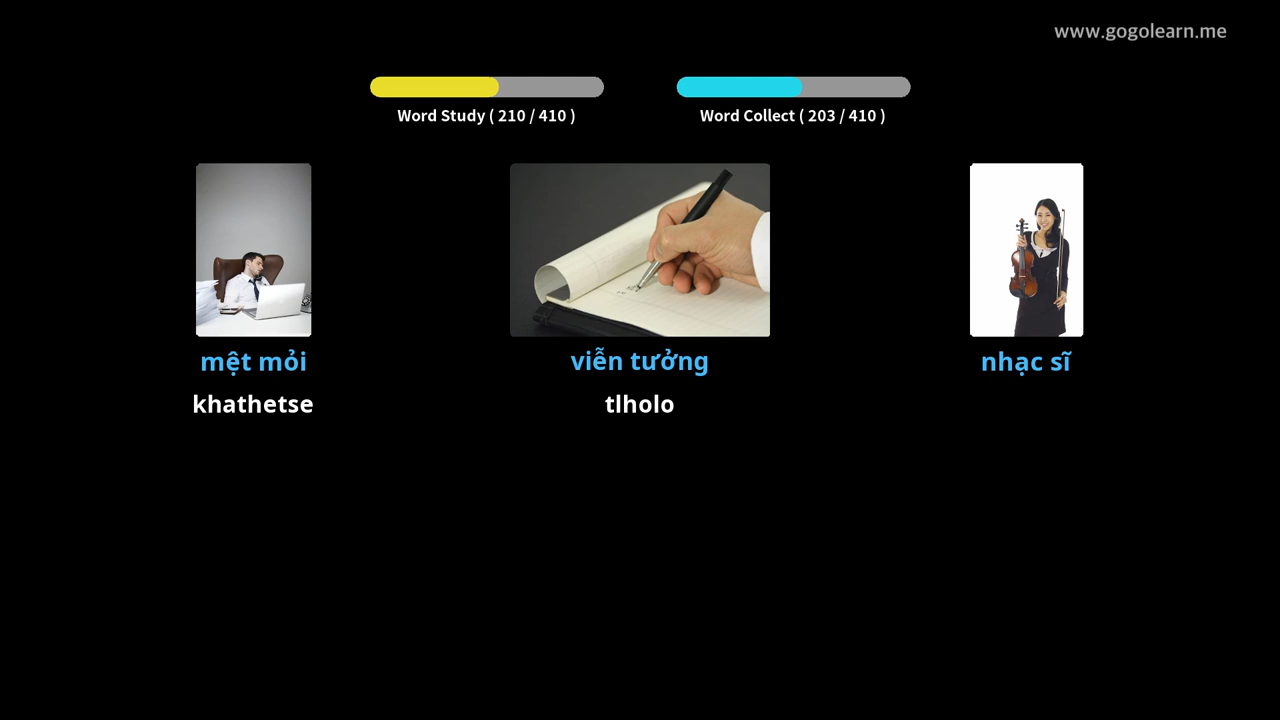 www.gogolearn.me
Word Study ( 210 / 410 )
Word Collect ( 203 / 410 )
mệt mỏi
viễn tưởng
nhạc sĩ
khathetse
tlholo